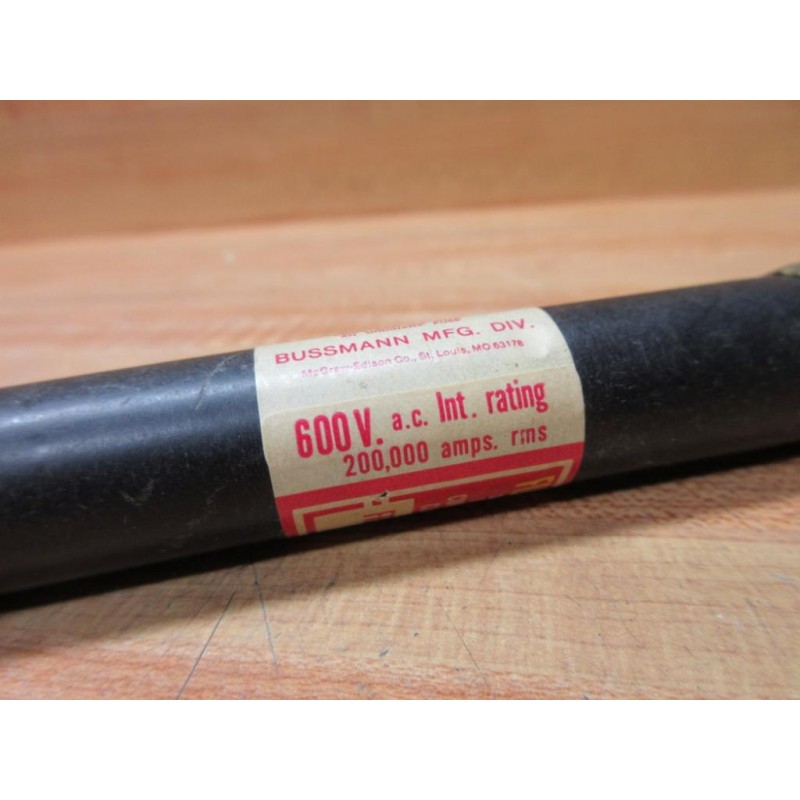 BUSSMANN MFG. DIV.
McGraw-Edison Co., St. Louis, MO 63178
600V. a.c. Int. rating
200,000 amps. rms